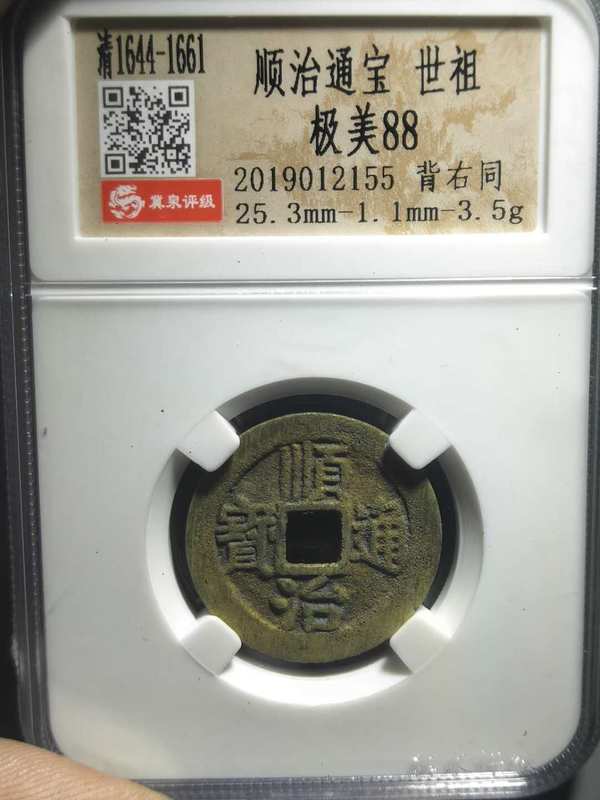 清1644-1661
顺治通宝 世祖
极美88
冀泉评级
2019012155 背右同
25.3mm-1.1mm-3.5g
順
寶 通
治